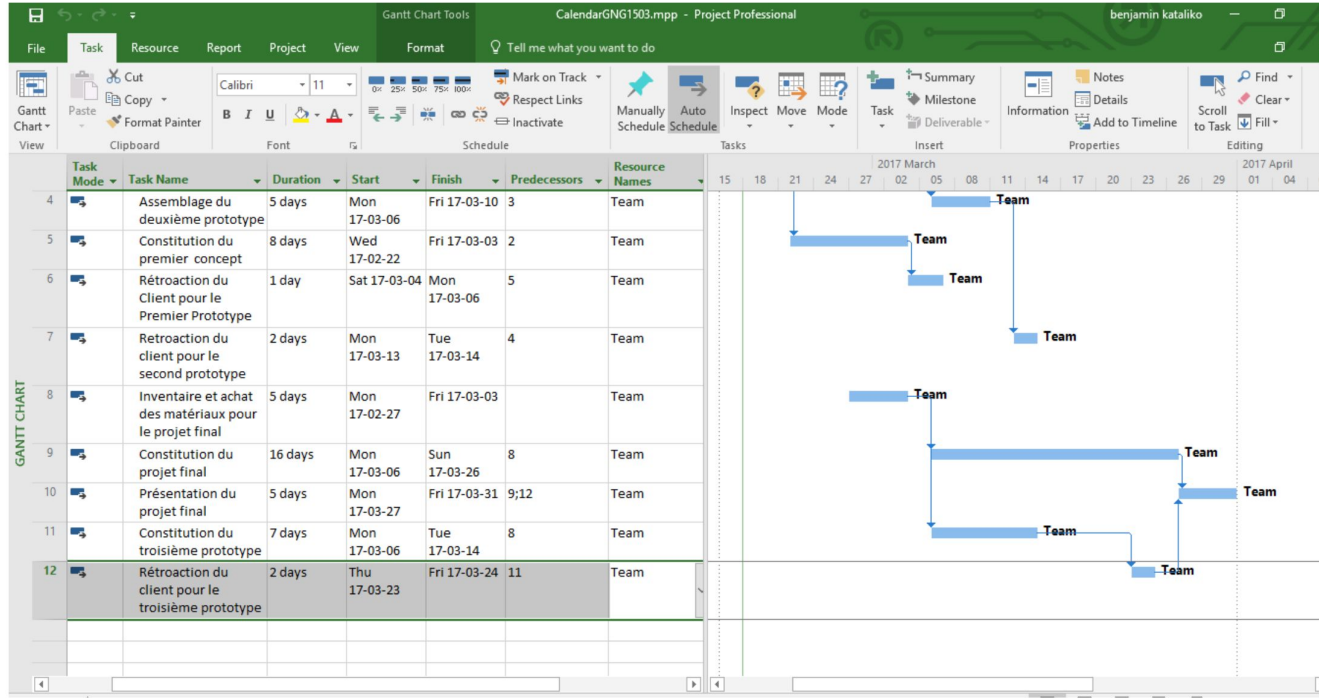 Gantt Chart Tools CalendarGNG1503.mpp - Project Professional benjamin kataliko
File Task Resource Report Project View Format Tell me what you want to do
Gantt Chart
View
Paste
Cut
Copy
Format Painter
Clipboard
Calibri 11
B I U A
Font
0% 25% 50% 75% 100%
Mark on Track
Respect Links
Inactivate
Schedule
Manually Schedule
Auto Schedule
Inspect
Move
Mode
Tasks
Task
Summary
Milestone
Deliverable
Insert
Information
Notes
Details
Add to Timeline
Properties
Scroll to Task
Find
Clear
Fill
Editing
Task Mode Task Name Duration Start Finish Predecessors Resource Names
2017 March 2017 April
15 18 21 24 27 02 05 08 11 14 17 20 23 26 29 01 04
GANTT CHART
4 Assemblage du deuxième prototype 5 days Mon 17-03-06 Fri 17-03-10 3 Team
5 Constitution du premier concept 8 days Wed 17-02-22 Fri 17-03-03 2 Team
6 Rétroaction du Client pour le Premier Prototype 1 day Sat 17-03-04 Mon 17-03-06 5 Team
7 Retroaction du client pour le second prototype 2 days Mon 17-03-13 Tue 17-03-14 4 Team
8 Inventaire et achat des matériaux pour le projet final 5 days Mon 17-02-27 Fri 17-03-03 Team
9 Constitution du projet final 16 days Mon 17-03-06 Sun 17-03-26 8 Team
10 Présentation du projet final 5 days Mon 17-03-27 Fri 17-03-31 9;12 Team
11 Constitution du troisième prototype 7 days Mon 17-03-06 Tue 17-03-14 8 Team
12 Rétroaction du client pour le troisième prototype 2 days Thu 17-03-23 Fri 17-03-24 11 Team
Team
Team
Team
Team
Team
Team
Team
Team
Team